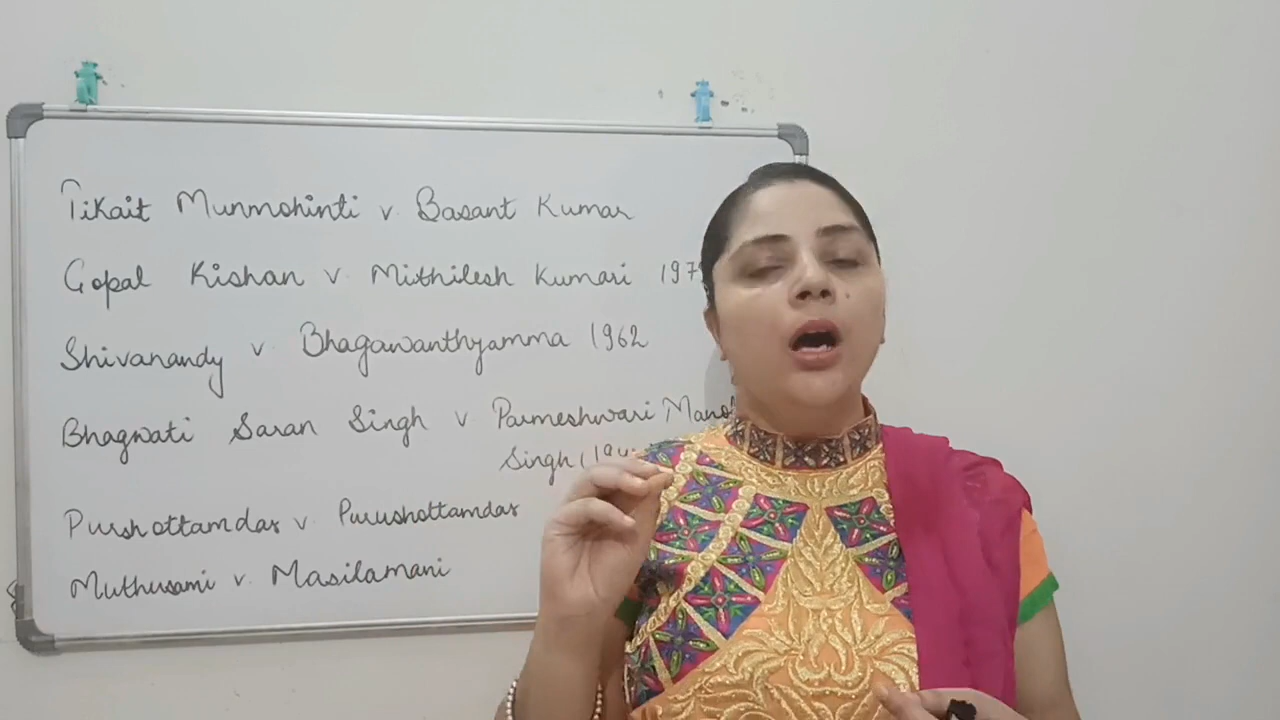 Tikait Munmohinti v. Basant Kumar
Gopal Kishan v. Mithilesh Kumari
Shivanandy v. Bhagawanthyamma 1962
Bhagwati Saran Singh v Parmeshwari
Singh
Purshottamdas v. Purushottamdas
Muthusami v. Masilamani